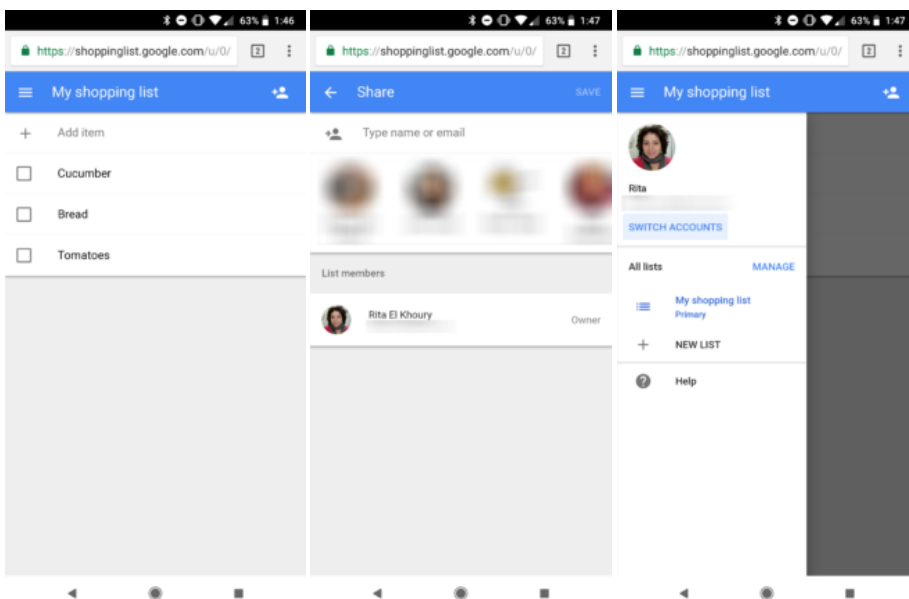 63% 1:46
https://shoppinglist.google.com/u/0/ 2
My shopping list
Add item
Cucumber
Bread
Tomatoes
63% 1:47
https://shoppinglist.google.com/u/0/ 2
Share SAVE
Type name or email
List members
Rita El Khoury
Owner
63% 1:47
https://shoppinglist.google.com/u/0/ 2
My shopping list
Rita
SWITCH ACCOUNTS
All lists MANAGE
My shopping list
Primary
NEW LIST
Help